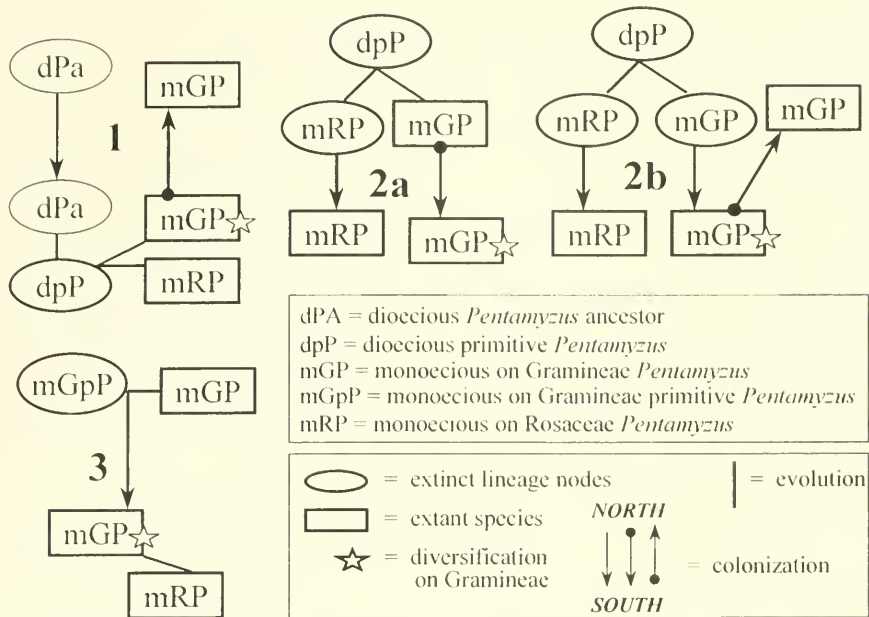 dPa
mGP
1
dPa
mGP
dpP
mRP
dpP
mRP
mGP
2a
mRP
mGP
dpP
mRP
mGP
mGP
2b
mRP
mGP
mGpP
mGP
3
mGP
mRP
dPA = dioecious Pentamyzus ancestor
dpP = dioecious primitive Pentamyzus
mGP = monoecious on Gramineae Pentamyzus
mGpP = monoecious on Gramineae primitive Pentamyzus
mRP = monoecious on Rosaceae Pentamyzus
= extinct lineage nodes
= evolution
= extant species
NORTH
= diversification
on Gramineae
= colonization
SOUTH